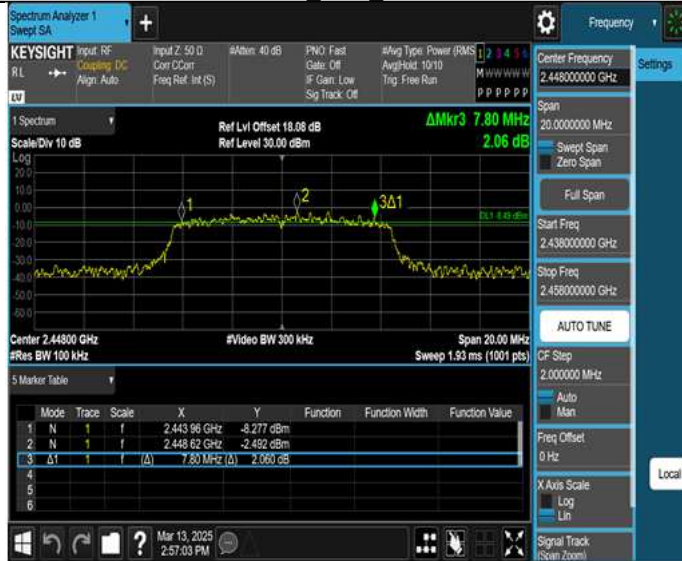 Spectrum Analyzer 1
Swept SA
Frequency
KEYSIGHT
RL
LV
Input: RF
Coupling: DC
Align: Auto
Input Z: 50 Ω
Corr CCorr
Freq Ref: Int (S)
#Atten: 40 dB
PNO: Fast
Gate: Off
IF Gain: Low
Sig Track: Off
#Avg Type: Power (RMS
Avg|Hold: 10/10
Trig: Free Run
1 2 3 4 5 6
M W W W W W
P P P P P P
1 Spectrum
Scale/Div 10 dB
Ref Lvl Offset 18.08 dB
Ref Level 30.00 dBm
ΔMkr3 7.80 MHz
2.06 dB
Log
20.0
10.0
0.00
-10.0
-20.0
-30.0
-40.0
-50.0
-60.0
1
2
3Δ1
DL1 -8.49 dBm
Center 2.44800 GHz
#Res BW 100 kHz
#Video BW 300 kHz
Span 20.00 MHz
Sweep 1.93 ms (1001 pts)
5 Marker Table
Mode Trace Scale X Y Function Function Width Function Value
1 N 1 f 2.443 96 GHz -8.277 dBm
2 N 1 f 2.448 62 GHz -2.492 dBm
3 Δ1 1 f (Δ) 7.80 MHz (Δ) 2.060 dB
4
5
6
Mar 13, 2025
2:57:03 PM
Center Frequency
2.448000000 GHz
Settings
Span
20.0000000 MHz
Swept Span
Zero Span
Full Span
Start Freq
2.438000000 GHz
Stop Freq
2.458000000 GHz
AUTO TUNE
CF Step
2.000000 MHz
Auto
Man
Freq Offset
0 Hz
X Axis Scale
Log
Lin
Local
Signal Track
(Span Zoom)